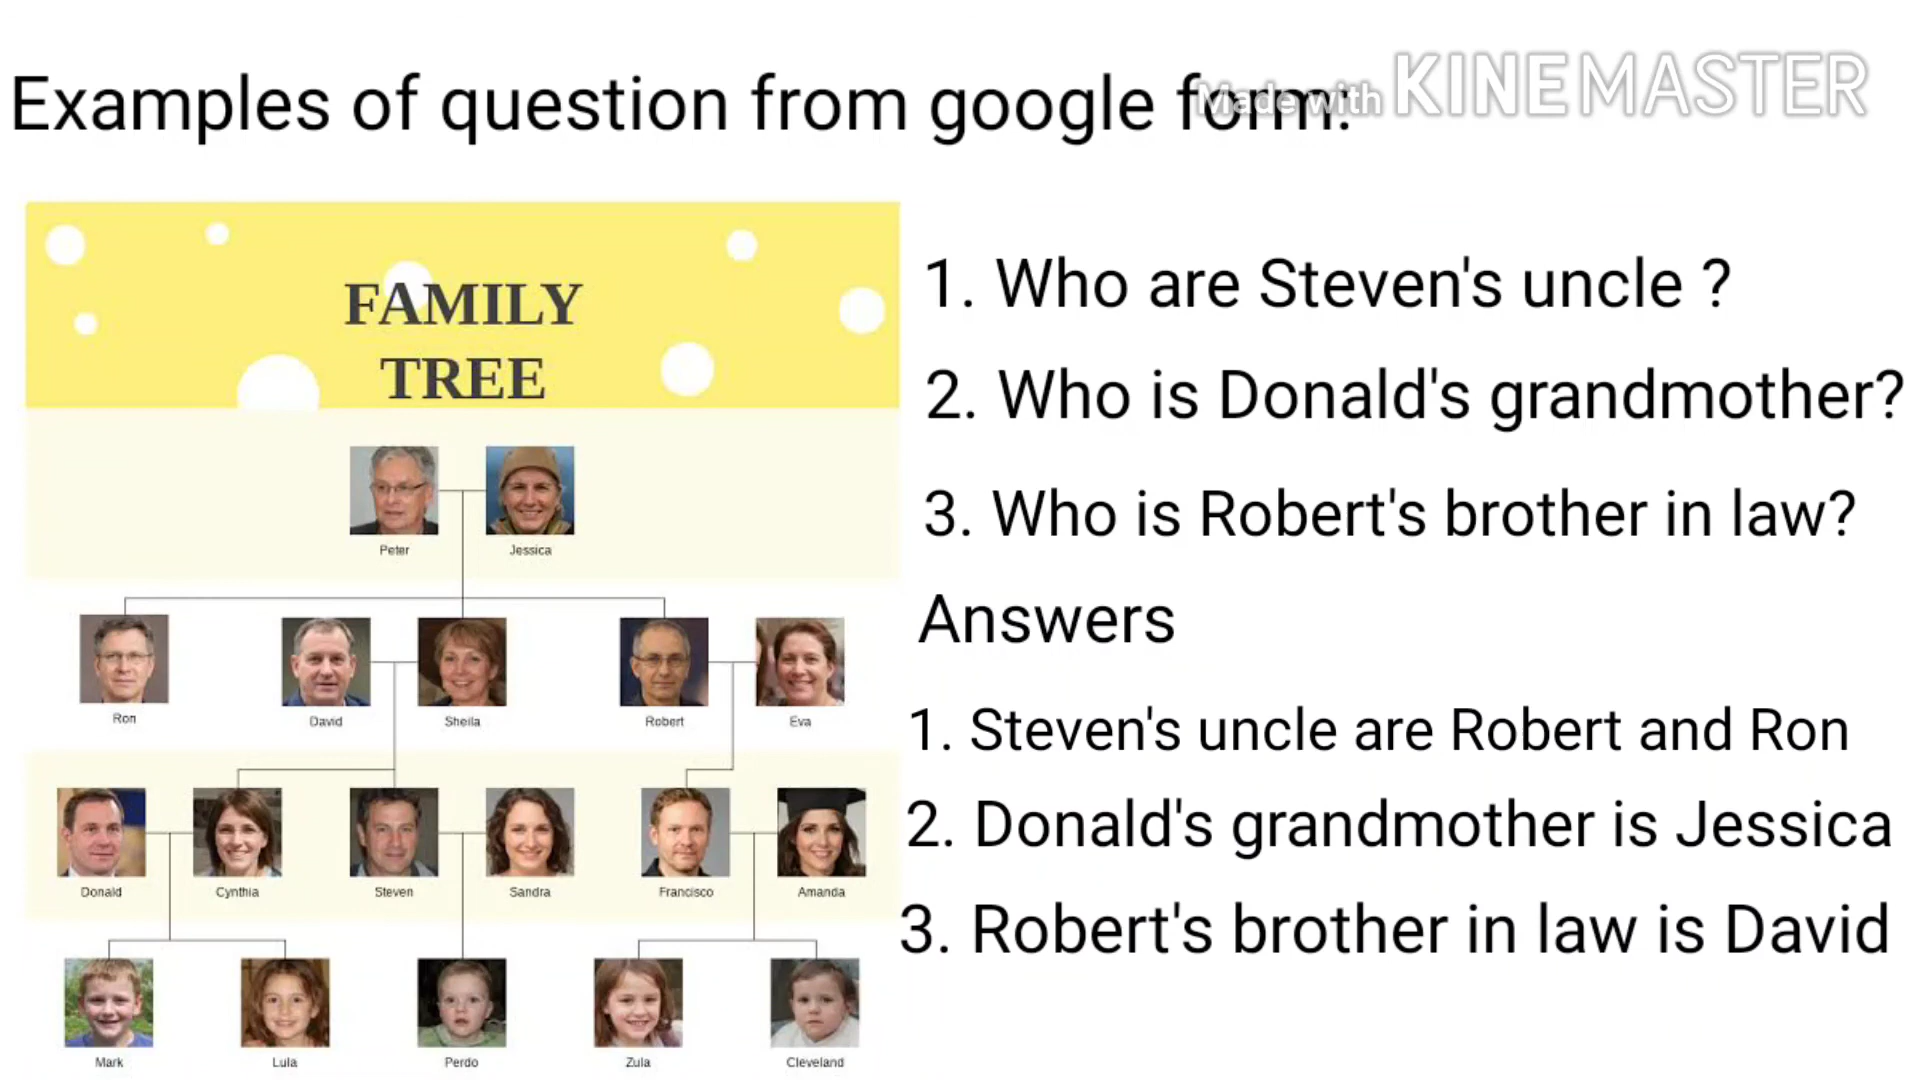 Examples of question from google form:
Made with KINEMASTER
FAMILY
TREE
Peter
Jessica
Ron
David
Sheila
Robert
Eva
Donald
Cynthia
Steven
Sandra
Francisco
Amanda
Mark
Lula
Perdo
Zula
Cleveland
1. Who are Steven's uncle ?
2. Who is Donald's grandmother?
3. Who is Robert's brother in law?
Answers
1. Steven's uncle are Robert and Ron
2. Donald's grandmother is Jessica
3. Robert's brother in law is David